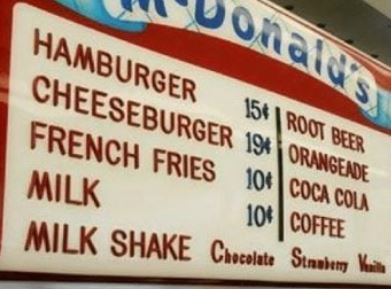 McDonald's
HAMBURGER 15¢
CHEESEBURGER 19¢
FRENCH FRIES 10¢
MILK 10¢
MILK SHAKE Chocolate Strawberry Vanilla
ROOT BEER
ORANGEADE
COCA COLA
COFFEE